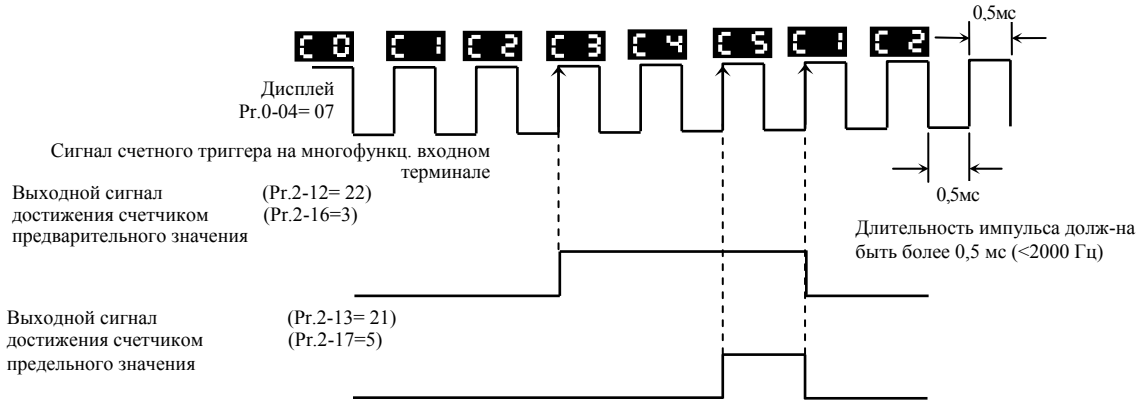 0,5мс
C 0 C 1 C 2 C 3 C 4 C 5 C 1 C 2
Дисплей
Pr.0-04= 07
Сигнал счетного триггера на многофункц. входном
терминале
0,5мс
Выходной сигнал (Pr.2-12= 22)
достижения счетчиком (Pr.2-16=3)
предварительного значения
Длительность импульса долж-на
быть более 0,5 мс (<2000 Гц)
Выходной сигнал (Pr.2-13= 21)
достижения счетчиком (Pr.2-17=5)
предельного значения